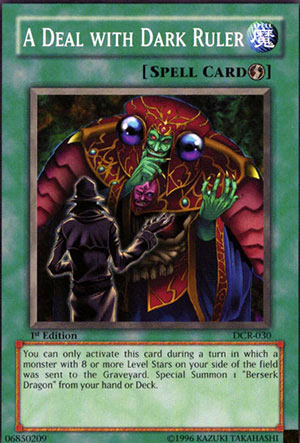 A Deal with Dark Ruler 魔
[Spell Card]
1st Edition DCR-030
You can only activate this card during a turn in which a
monster with 8 or more Level Stars on your side of the field
was sent to the Graveyard. Special Summon 1 "Berserk
Dragon" from your hand or Deck.
06850209 ©1996 KAZUKI TAKAHASHI